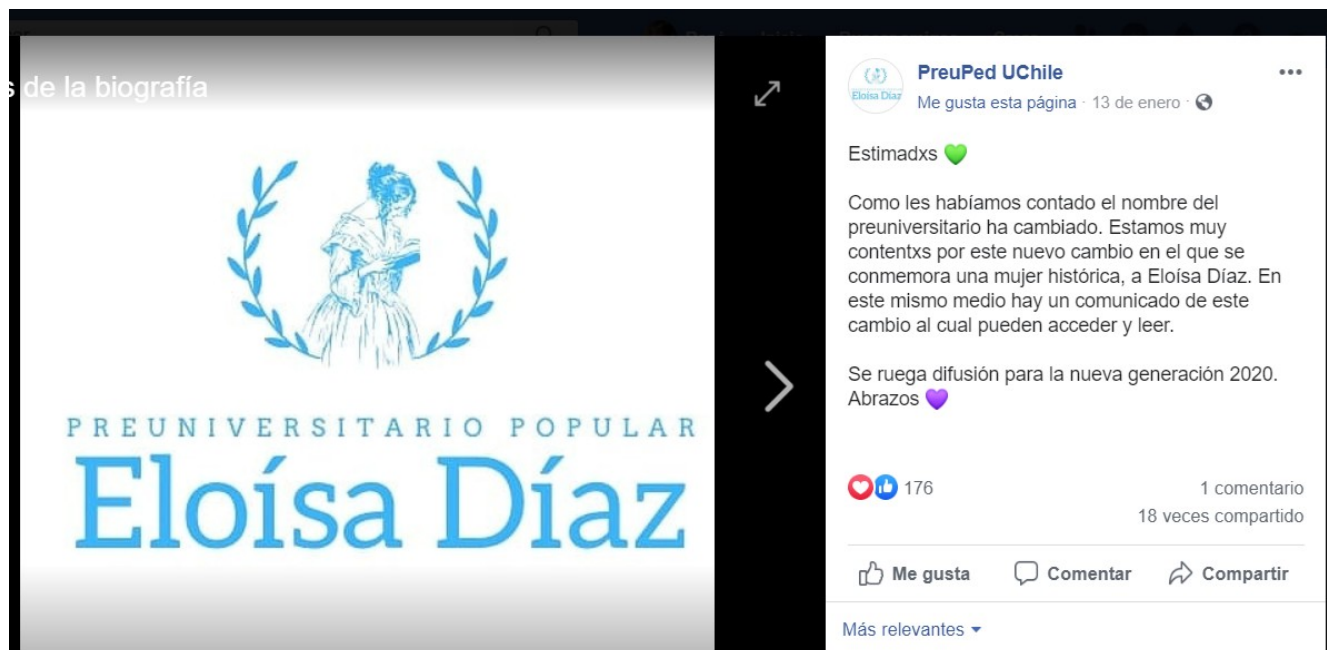 s de la biografía
PREUNIVERSITARIO POPULAR
Eloísa Díaz
Eloísa Díaz
PreuPed UChile
Me gusta esta página · 13 de enero ·
Estimadxs 💚
Como les habíamos contado el nombre del
preuniversitario ha cambiado. Estamos muy
contentxs por este nuevo cambio en el que se
conmemora una mujer histórica, a Eloísa Díaz. En
este mismo medio hay un comunicado de este
cambio al cual pueden acceder y leer.
Se ruega difusión para la nueva generación 2020.
Abrazos 💜
176
1 comentario
18 veces compartido
Me gusta
Comentar
Compartir
Más relevantes